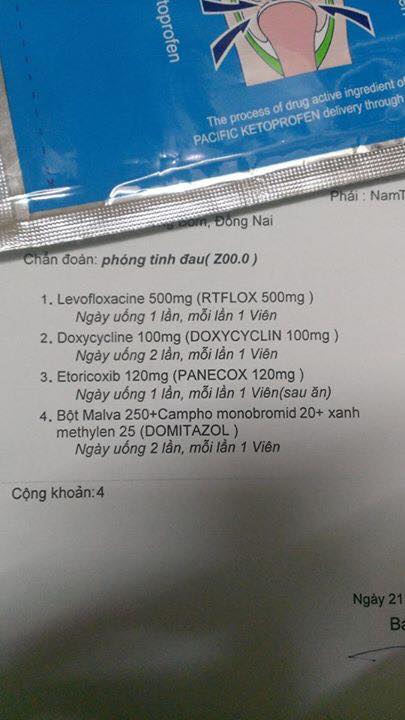 toprofen
The process of drug active ingredient of
PACIFIC KETOPROFEN delivery through
Phái : NamT
Bom, Đồng Nai
Chẩn đoán: phóng tinh đau( Z00.0 )
1. Levofloxacine 500mg (RTFLOX 500mg )
Ngày uống 1 lần, mỗi lần 1 Viên
2. Doxycycline 100mg (DOXYCYCLIN 100mg )
Ngày uống 2 lần, mỗi lần 1 Viên
3. Etoricoxib 120mg (PANECOX 120mg )
Ngày uống 1 lần, mỗi lần 1 Viên(sau ăn)
4. Bột Malva 250+Campho monobromid 20+ xanh
methylen 25 (DOMITAZOL )
Ngày uống 2 lần, mỗi lần 1 Viên
Cộng khoản:4
Ngày 21